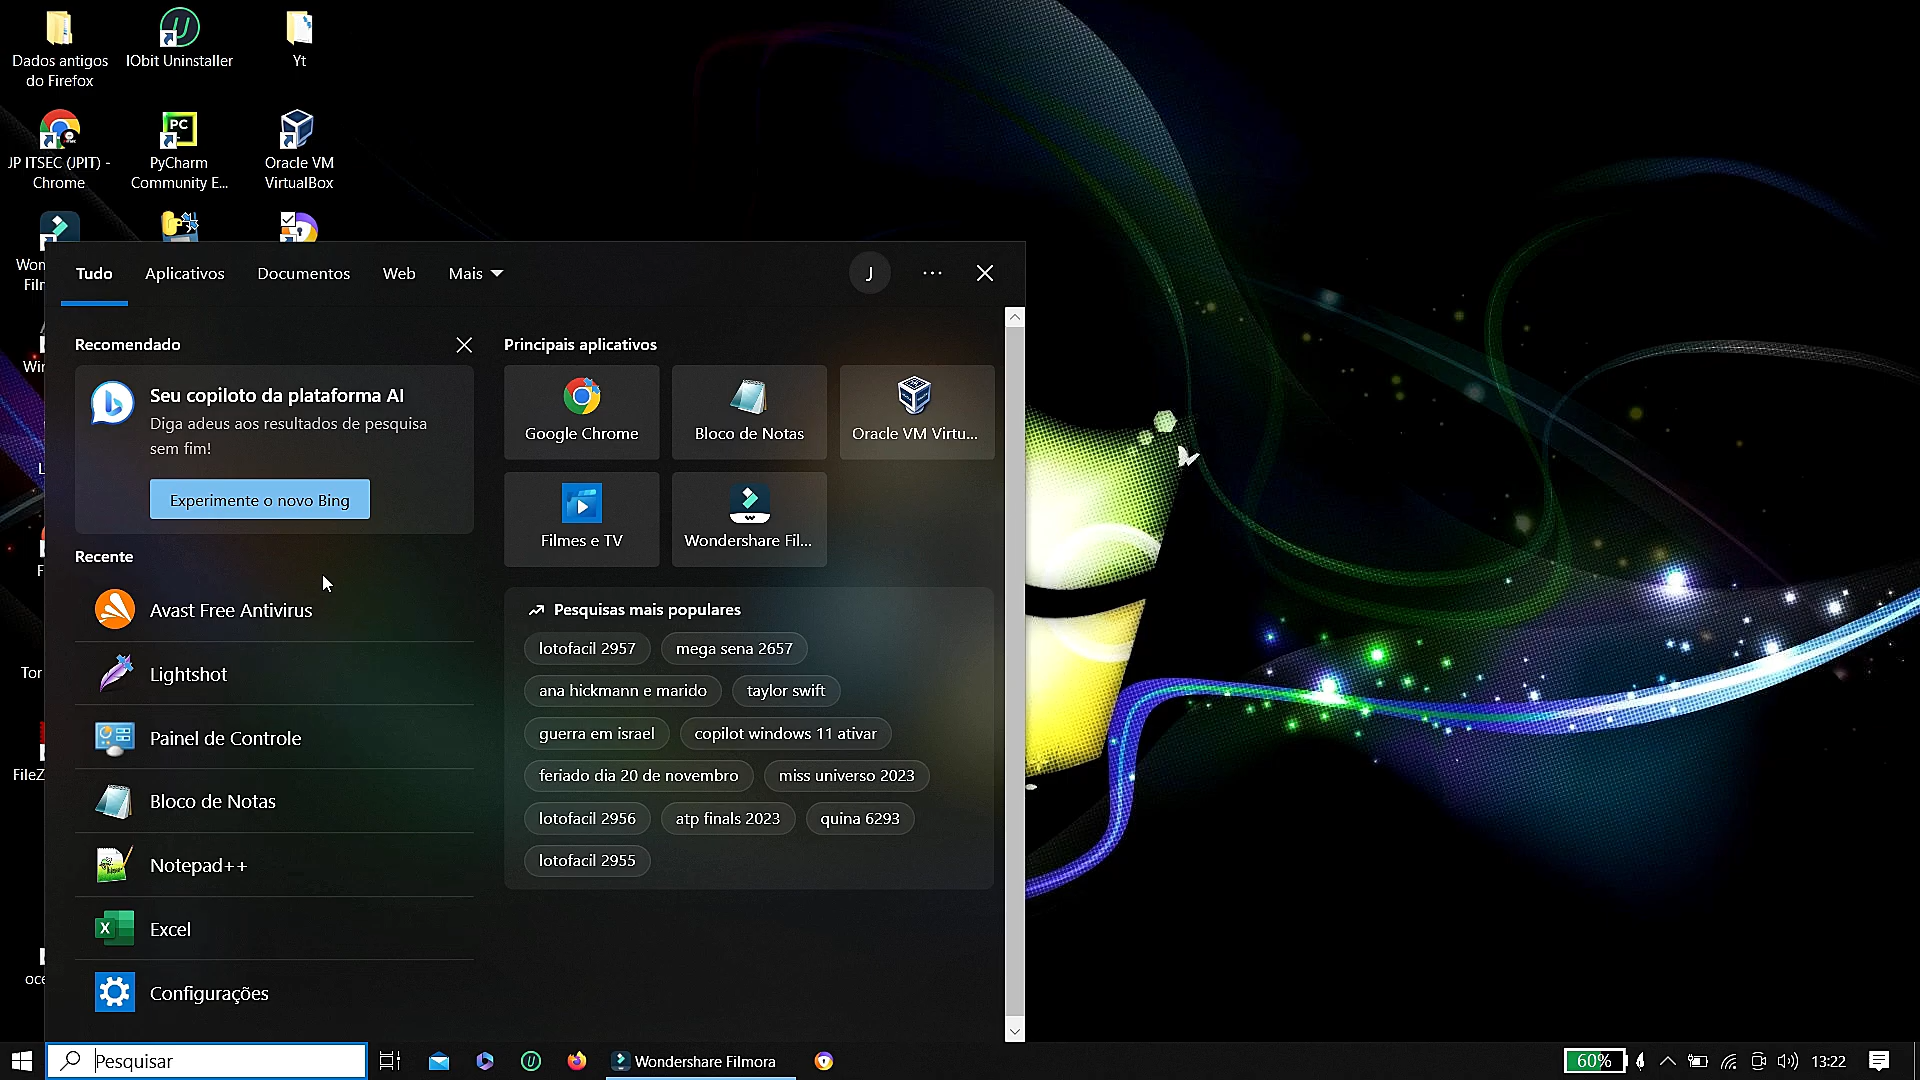 Dados antigos
do Firefox
IObit Uninstaller
Yt
JP ITSEC (JPIT) -
Chrome
PC
PyCharm
Community E...
Oracle VM
VirtualBox
Tudo
Aplicativos
Documentos
Web
Mais
J
Recomendado
Seu copiloto da plataforma AI
Diga adeus aos resultados de pesquisa
sem fim!
Experimente o novo Bing
Recente
Avast Free Antivirus
Lightshot
Painel de Controle
Bloco de Notas
Notepad++
Excel
Configurações
Principais aplicativos
Google Chrome
Bloco de Notas
Oracle VM Virtu...
Filmes e TV
Wondershare Fil...
Pesquisas mais populares
lotofacil 2957
mega sena 2657
ana hickmann e marido
taylor swift
guerra em israel
copilot windows 11 ativar
feriado dia 20 de novembro
miss universo 2023
lotofacil 2956
atp finals 2023
quina 6293
lotofacil 2955
Tor
FileZ
Pesquisar
Wondershare Filmora
60%
13:22